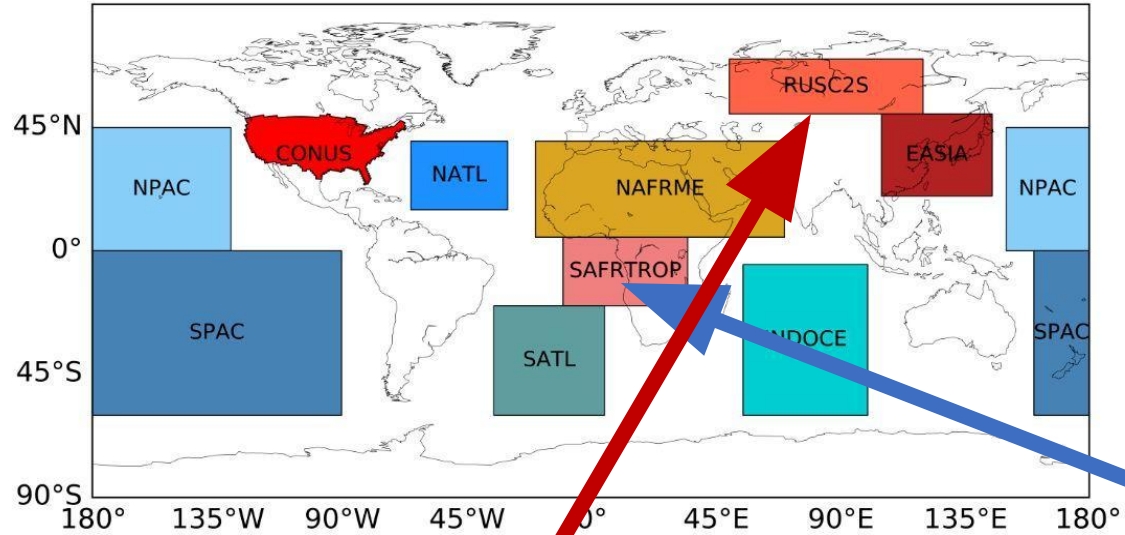 RUSC2S
45°N
CONUS
EASIA
NPAC
NATL
NAFRME
NPAC
0°
SAFRTROP
SPAC
SATL
NDOCE
SPAC
45°S
90°S
180° 135°W 90°W 45°W 0° 45°E 90°E 135°E 180°